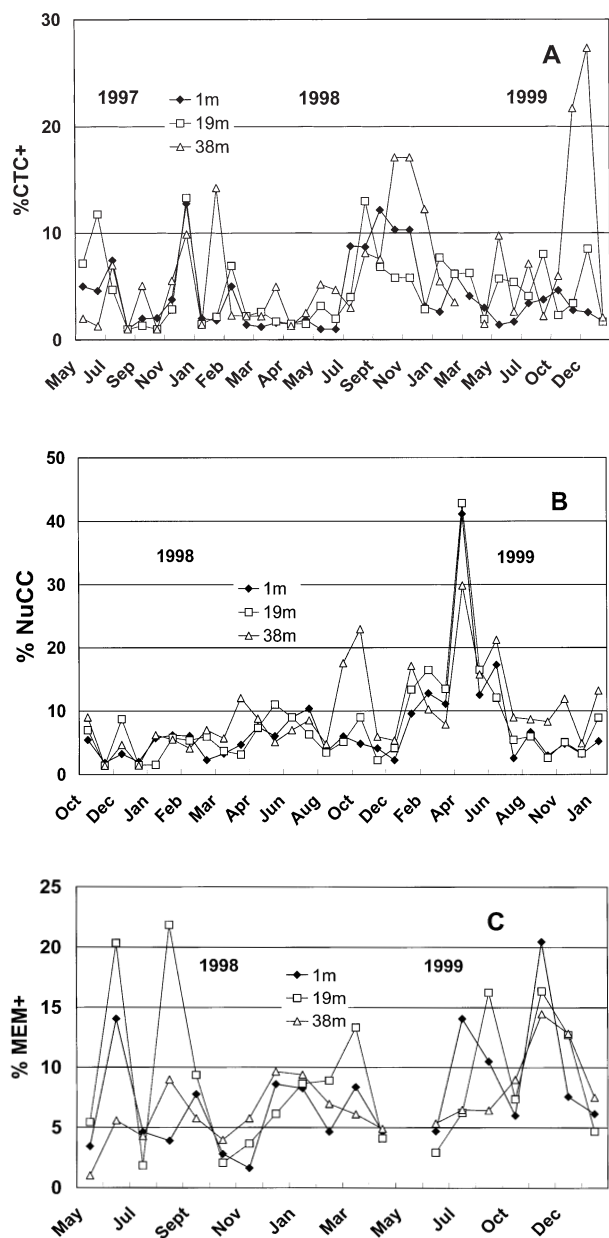 30
A
1997
1998
1999
1m
19m
38m
20
%CTC+
10
0
May Jul Sep Nov Jan Feb Mar Apr May Jul Sept Nov Jan Mar May Jul Oct Dec
50
B
40
1998
1999
30
1m
19m
38m
% NuCC
20
10
0
Oct Dec Jan Feb Mar Apr Jun Aug Oct Dec Feb Apr Jun Aug Nov Jan
25
C
20
1998
1999
1m
19m
38m
15
% MEM+
10
5
0
May Jul Sept Nov Jan Mar May Jul Oct Dec